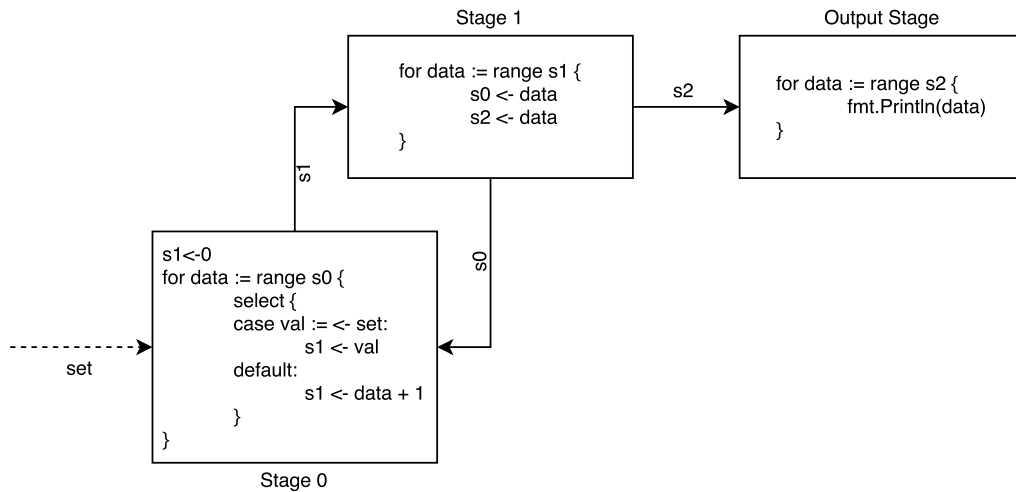 Stage 1
for data := range s1 {
s0 <- data
s2 <- data
}
s2
Output Stage
for data := range s2 {
fmt.Println(data)
}
s1
s0
set
s1<-0
for data := range s0 {
select {
case val := <- set:
s1 <- val
default:
s1 <- data + 1
}
}
Stage 0